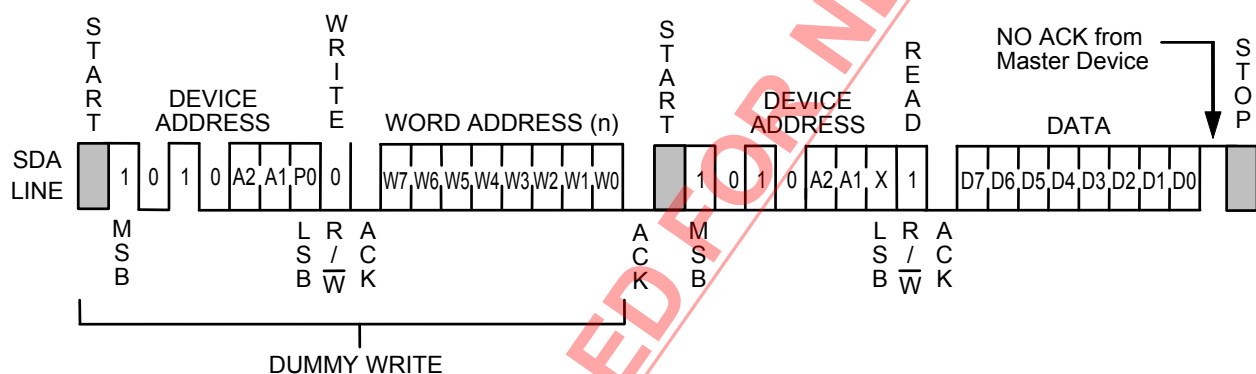 START
DEVICE
ADDRESS
WRITE
WORD ADDRESS (n)
START
DEVICE
ADDRESS
READ
DATA
NO ACK from
Master Device
STOP
SDA
LINE
1 0 1 0 A2 A1 P0 0
W7 W6 W5 W4 W3 W2 W1 W0
1 0 1 0 A2 A1 X 1
D7 D6 D5 D4 D3 D2 D1 D0
MSB
LSB
R/W
ACK
ACK
MSB
LSB
R/W
ACK
DUMMY WRITE
ED FOR NE